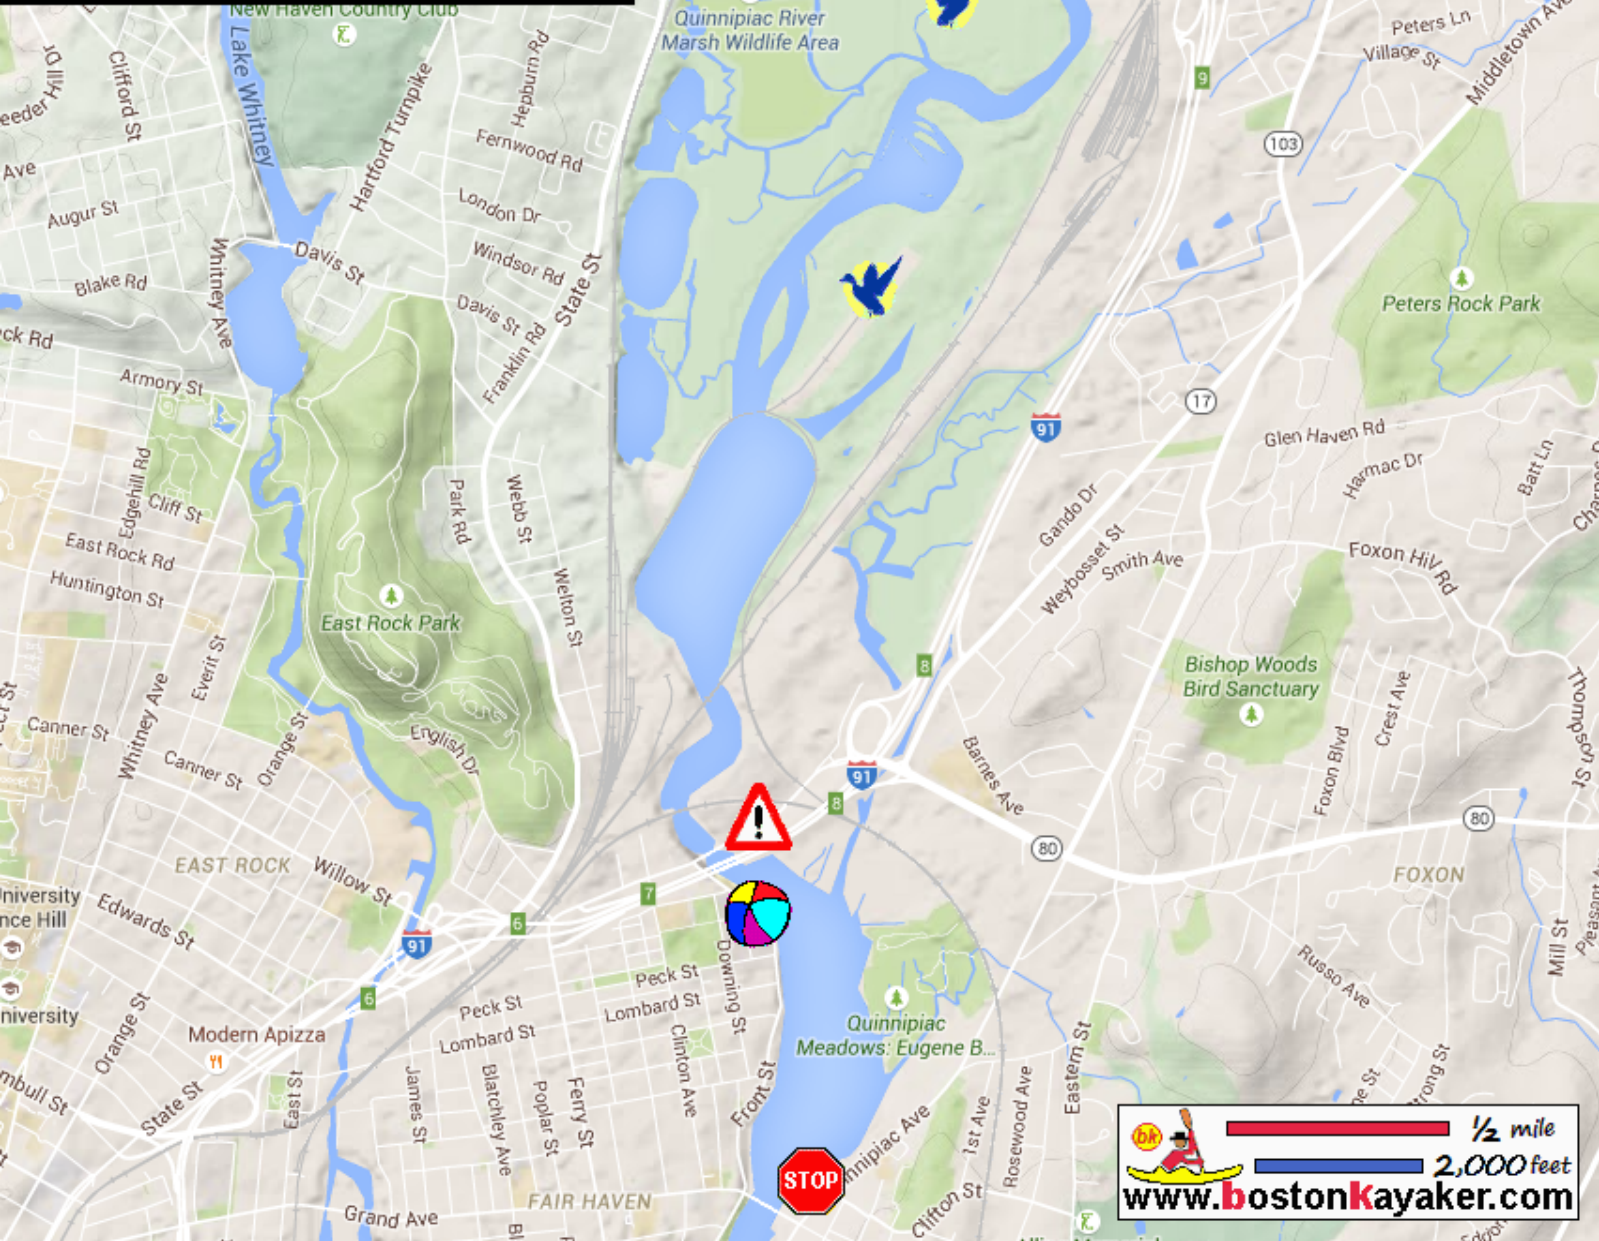 New Haven Country Club
Quinnipiac River
Marsh Wildlife Area
Peters Ln
Village St
Middletown Ave
Lake Whitney
Clifford St
Hartford Turnpike
Hepburn Rd
Fernwood Rd
9
103
Ave
Augur St
London Dr
Whitney Ave
Davis St
Windsor Rd
State St
Blake Rd
Davis St
Franklin Rd
Peters Rock Park
Armory St
17
91
Glen Haven Rd
Harmac Dr
Batt Ln
Edgehill Rd
Cliff St
Park Rd
Webb St
Gando Dr
Weybosset St
Smith Ave
Foxon Hill Rd
East Rock Rd
Huntington St
East Rock Park
Welton St
Everit St
Whitney Ave
8
Bishop Woods
Bird Sanctuary
Crest Ave
Thompson St
Canner St
Canner St
Orange St
English Dr
Barnes Ave
Foxon Blvd
91
8
!
80
80
EAST ROCK
Willow St
FOXON
7
6
Edwards St
91
Mill St
Downing St
Russo Ave
Peck St
Peck St
Lombard St
Lombard St
6
Orange St
Modern Apizza
Quinnipiac
Meadows: Eugene B...
Clinton Ave
Front St
Eastern St
State St
East St
James St
Blatchley Ave
Poplar St
Ferry St
1st Ave
Rosewood Ave
STOP
Clifton St
FAIR HAVEN
Grand Ave
bk
½ mile
2,000 feet
www.bostonkayaker.com